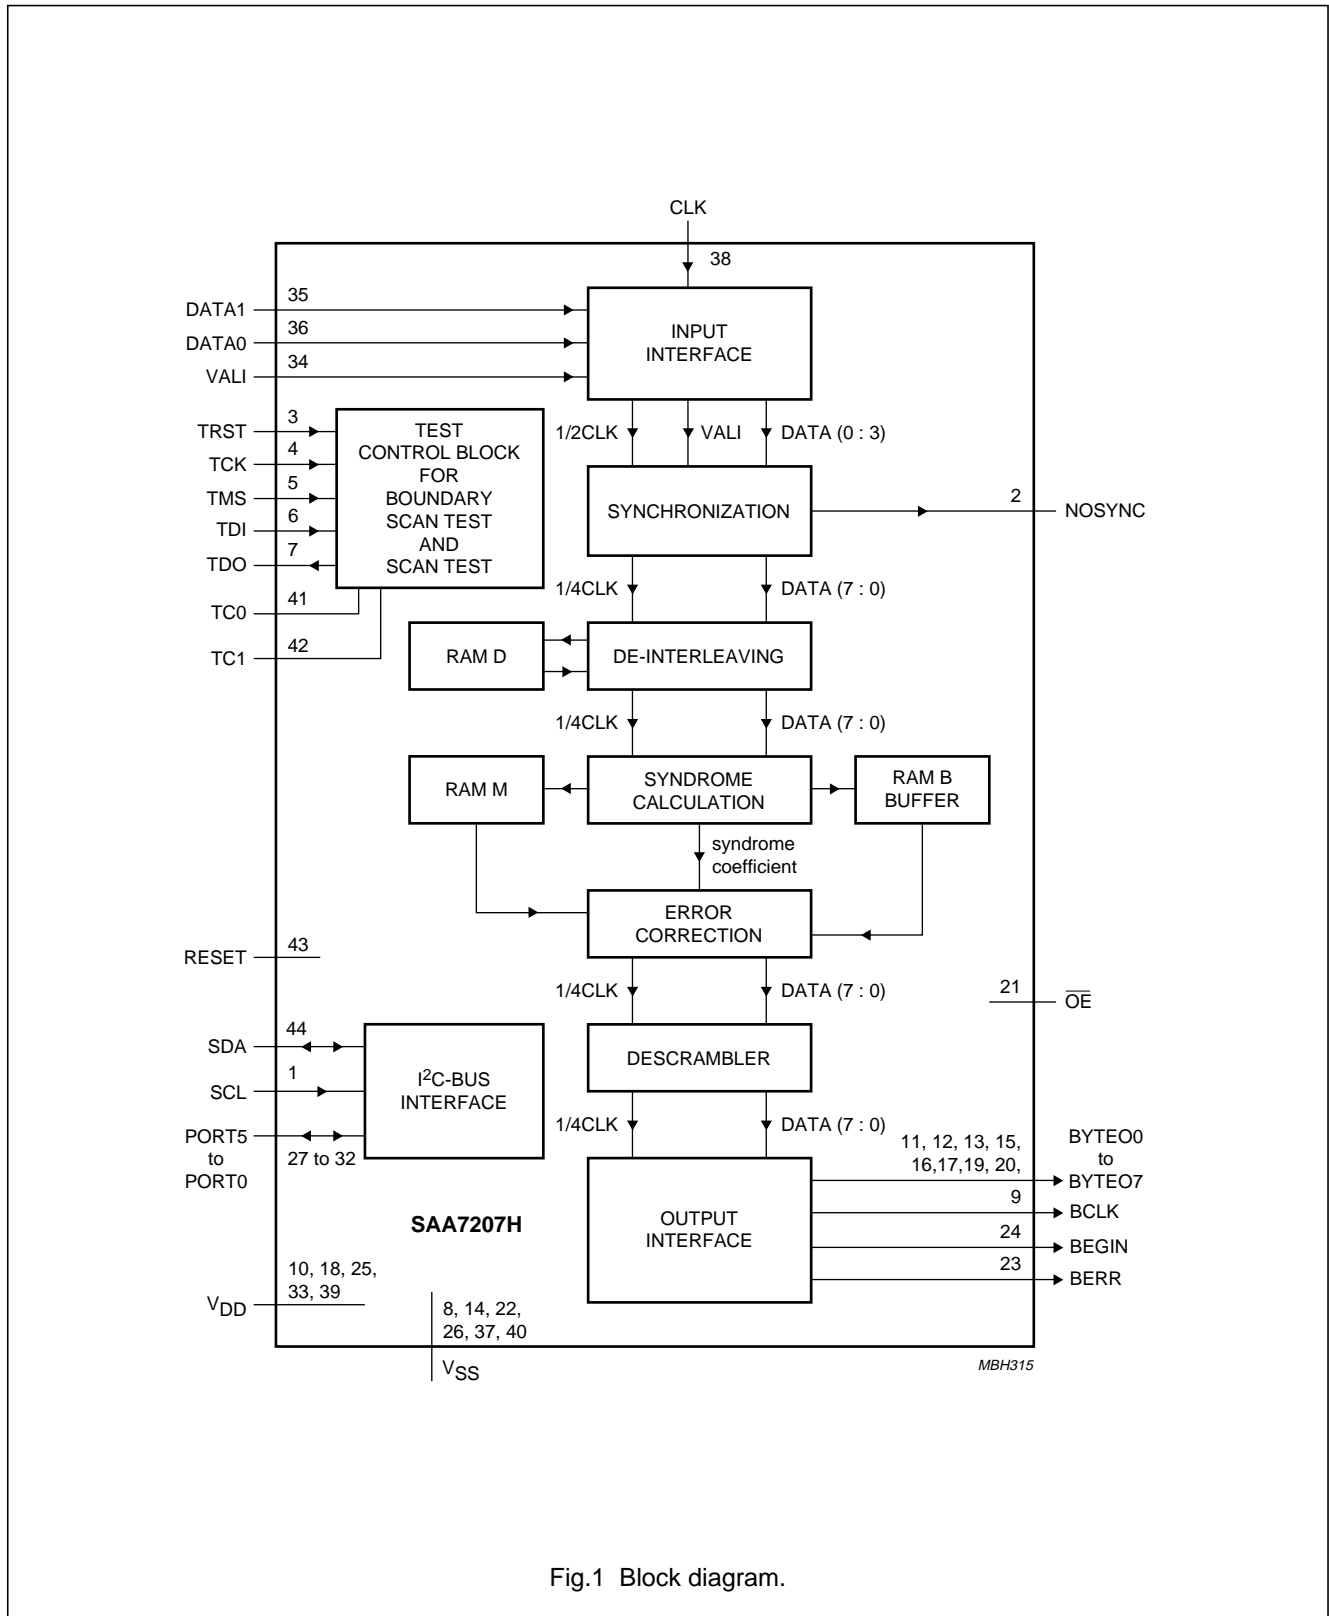 CLK
38
DATA1
35
DATA0
36
VALI
34
INPUT
INTERFACE
TRST
3
TCK
4
TMS
5
TDI
6
TDO
7
TC0
41
TC1
42
TEST
CONTROL BLOCK
FOR
BOUNDARY
SCAN TEST
AND
SCAN TEST
1/2CLK
VALI
DATA (0 : 3)
SYNCHRONIZATION
2
NOSYNC
1/4CLK
DATA (7 : 0)
RAM D
DE-INTERLEAVING
1/4CLK
DATA (7 : 0)
RAM M
SYNDROME
CALCULATION
RAM B
BUFFER
syndrome
coefficient
ERROR
CORRECTION
RESET
43
1/4CLK
DATA (7 : 0)
21
O̅E̅
SDA
44
SCL
1
PORT5
to
PORT0
27 to 32
I²C-BUS
INTERFACE
DESCRAMBLER
1/4CLK
DATA (7 : 0)
11, 12, 13, 15,
16,17,19, 20,
BYTEO0
to
BYTEO7
9
BCLK
24
BEGIN
23
BERR
OUTPUT
INTERFACE
SAA7207H
10, 18, 25,
33, 39
VDD
8, 14, 22,
26, 37, 40
VSS
MBH315
Fig.1 Block diagram.